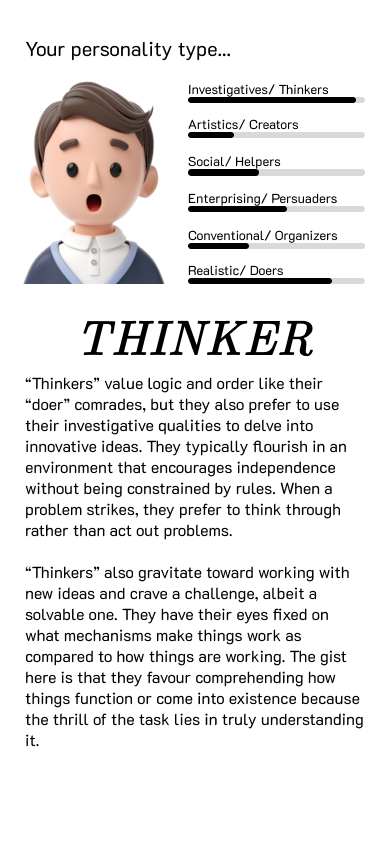 Your personality type...
Investigatives/ Thinkers
Artistics/ Creators
Social/ Helpers
Enterprising/ Persuaders
Conventional/ Organizers
Realistic/ Doers
THINKER
“Thinkers” value logic and order like their
“doer” comrades, but they also prefer to use
their investigative qualities to delve into
innovative ideas. They typically flourish in an
environment that encourages independence
without being constrained by rules. When a
problem strikes, they prefer to think through
rather than act out problems.
“Thinkers” also gravitate toward working with
new ideas and crave a challenge, albeit a
solvable one. They have their eyes fixed on
what mechanisms make things work as
compared to how things are working. The gist
here is that they favour comprehending how
things function or come into existence because
the thrill of the task lies in truly understanding
it.